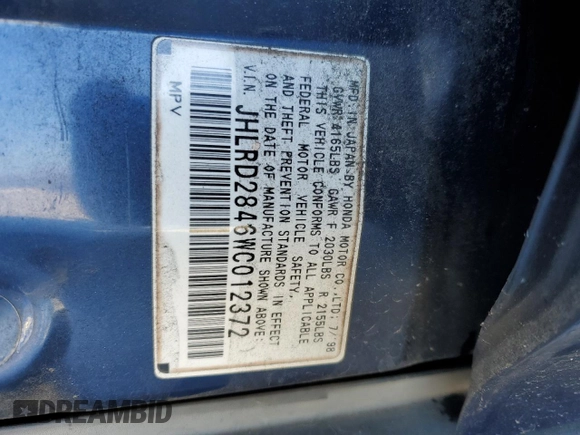 MFD. IN JAPAN BY HONDA MOTOR CO., LTD. 7/98
GVWR 4165LBS GAWR F 2030LBS R 2155LBS
THIS VEHICLE CONFORMS TO ALL APPLICABLE
FEDERAL MOTOR VEHICLE SAFETY,
AND THEFT PREVENTION STANDARDS IN EFFECT
ON THE DATE OF MANUFACTURE SHOWN ABOVE:
V.I.N. JHLRD2846WC012372
MPV
DREAMBID